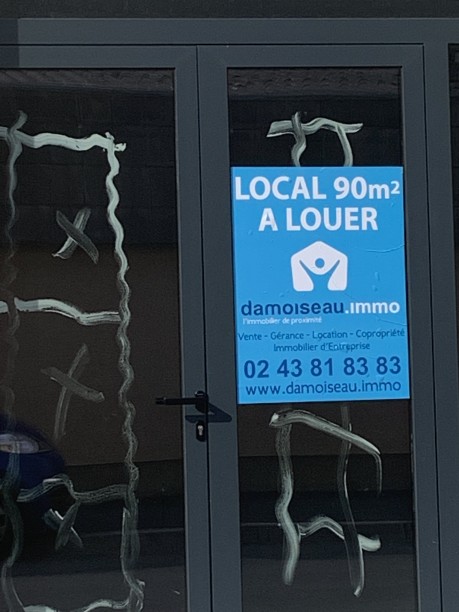 LOCAL 90m²
A LOUER
damoiseau.immo
l'immobilier de proximité
Vente - Gérance - Location - Copropriété
Immobilier d'Entreprise
02 43 81 83 83
www.damoiseau.immo